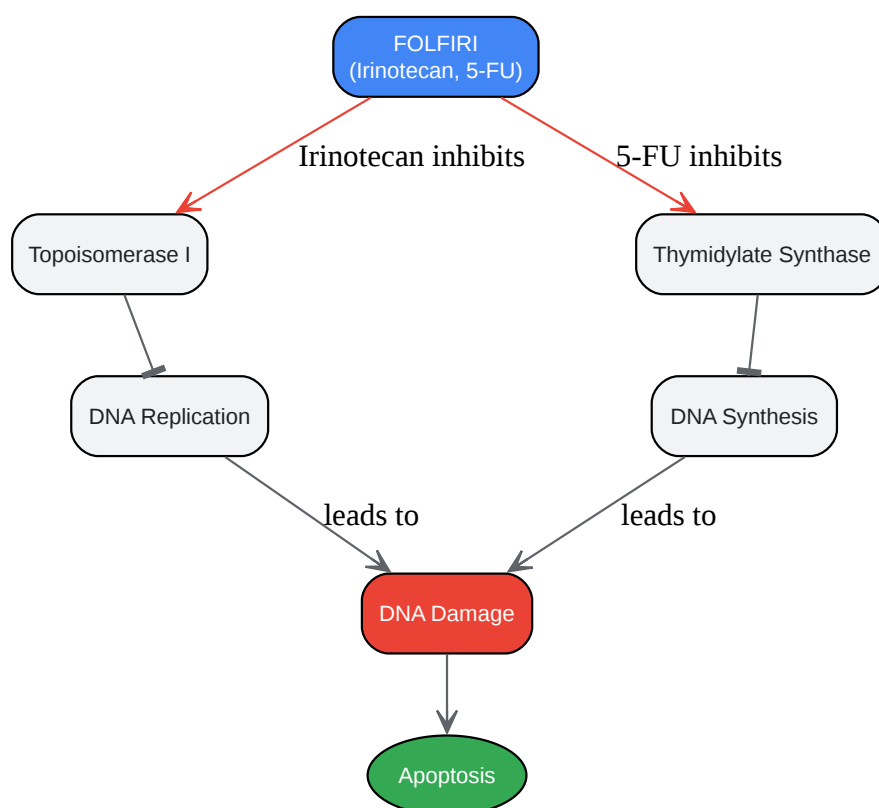 FOLFIRI
(Irinotecan, 5-FU)
Irinotecan inhibits
5-FU inhibits
Topoisomerase I
Thymidylate Synthase
DNA Replication
DNA Synthesis
leads to
leads to
DNA Damage
Apoptosis